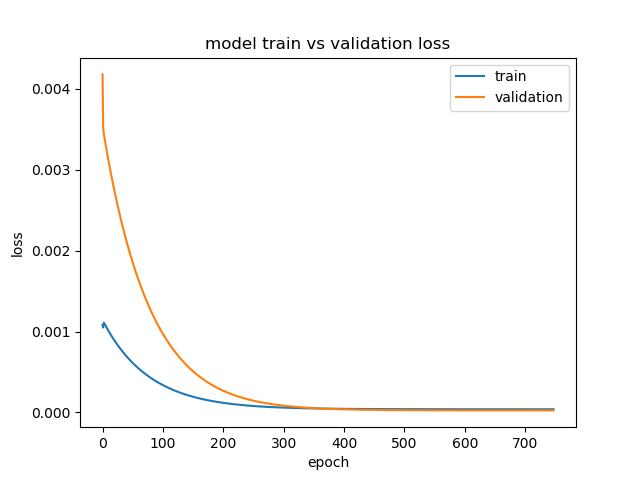 model train vs validation loss
train
validation
0.004
0.003
0.002
0.001
0.000
loss
0 100 200 300 400 500 600 700
epoch